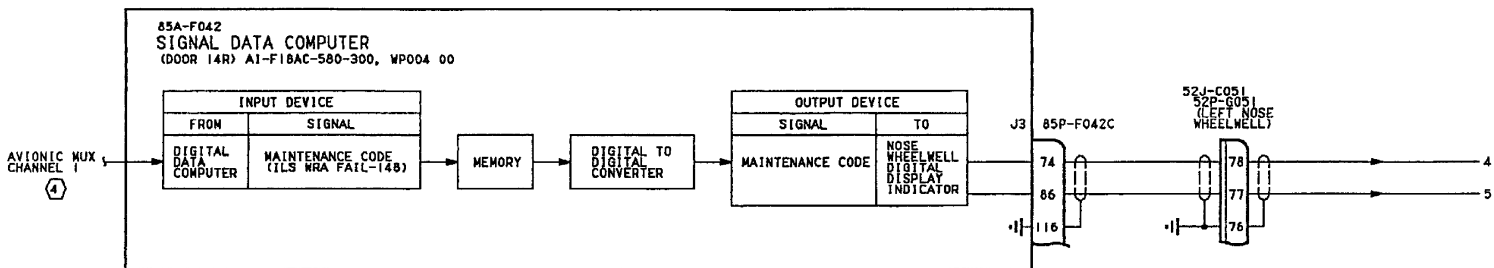 85A-F042
SIGNAL DATA COMPUTER
(DOOR 14R) A1-F18AC-580-300, WP004 00
INPUT DEVICE
FROM
SIGNAL
DIGITAL
DATA
COMPUTER
MAINTENANCE CODE
(ILS WRA FAIL-148)
AVIONIC MUX
CHANNEL 1
4
MEMORY
DIGITAL TO
DIGITAL
CONVERTER
OUTPUT DEVICE
SIGNAL
TO
MAINTENANCE CODE
NOSE
WHEELWELL
DIGITAL
DISPLAY
INDICATOR
J3
85P-F042C
74
86
116
52J-C051
52P-G051
(LEFT NOSE
WHEELWELL)
78
77
76
4
5